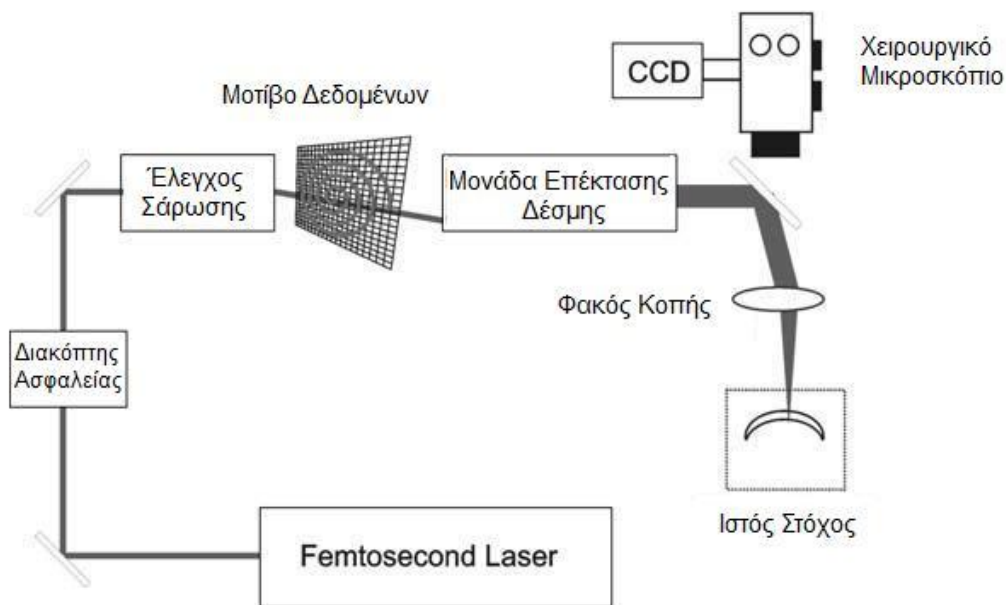 CCD
Χειρουργικό
Μικροσκόπιο
Μοτίβο Δεδομένων
Έλεγχος
Σάρωσης
Μονάδα Επέκτασης
Δέσμης
Φακός Κοπής
Διακόπτης
Ασφαλείας
Ιστός Στόχος
Femtosecond Laser